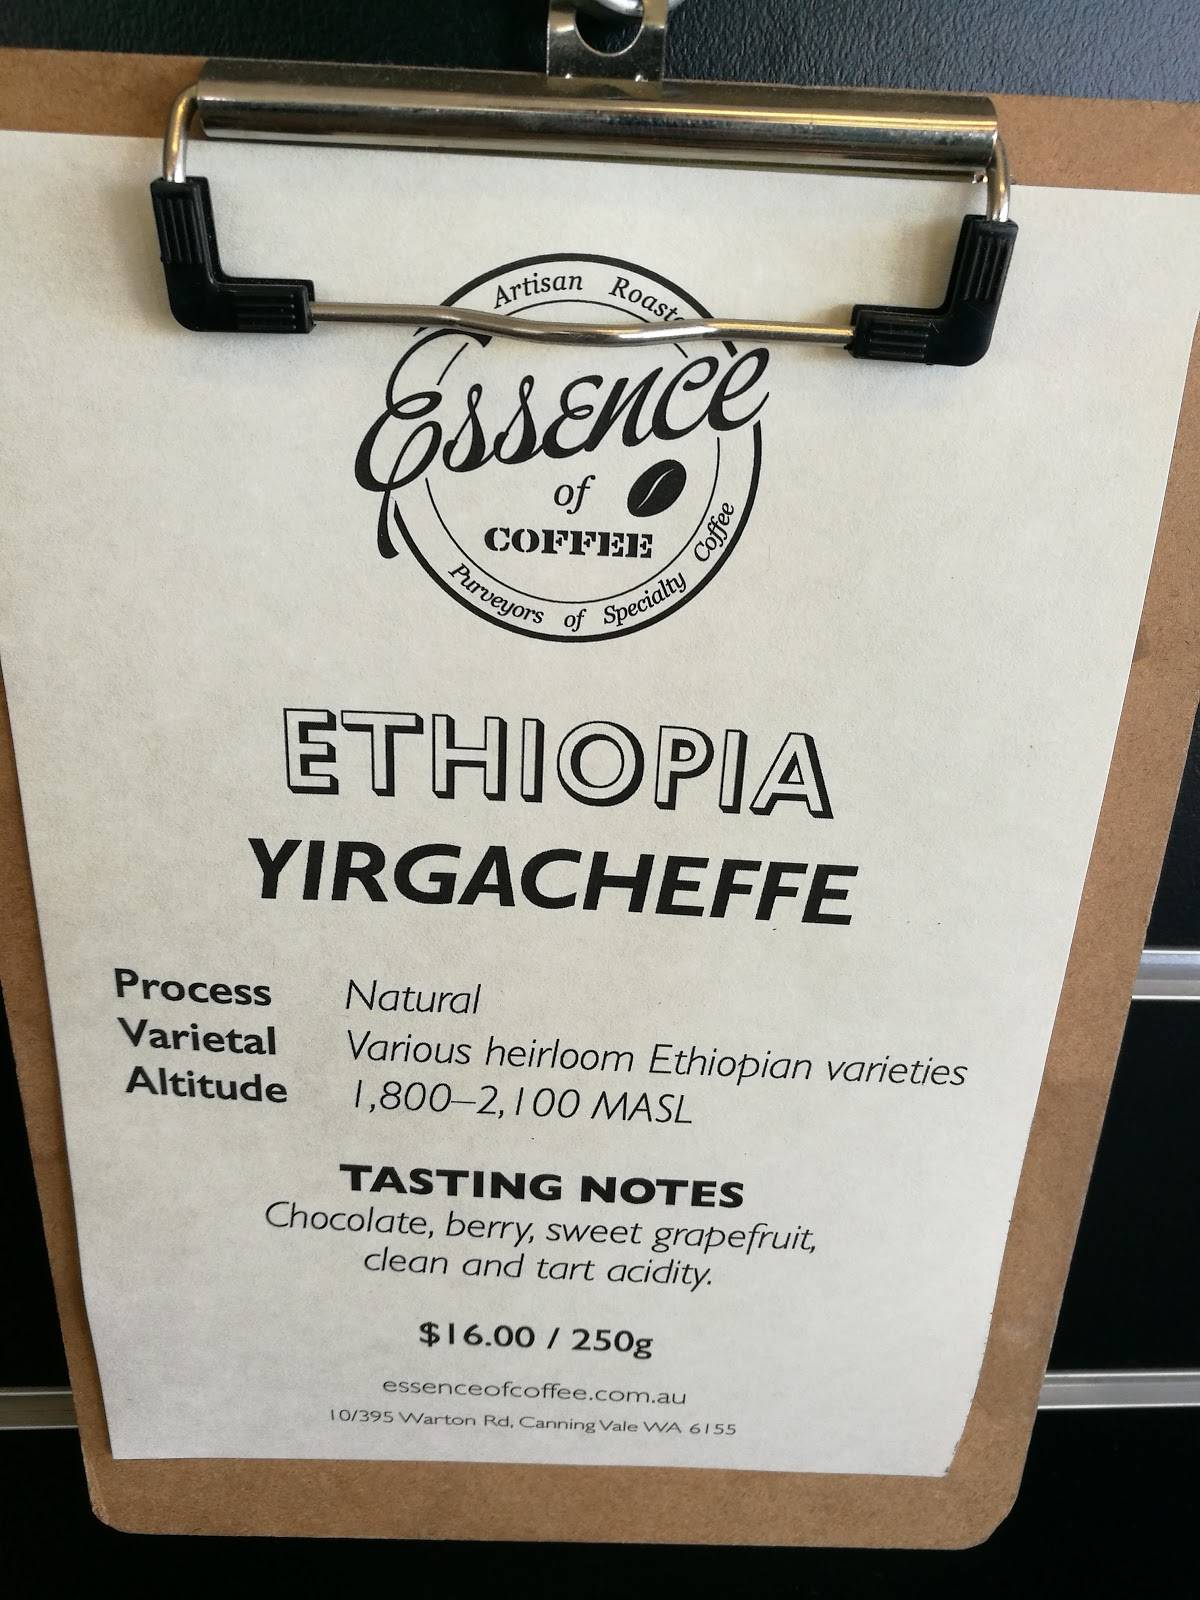 Artisan
Essence
of
COFFEE
Purveyors of Specialty Coffee
ETHIOPIA
YIRGACHEFFE
Process Natural
Varietal Various heirloom Ethiopian varieties
Altitude 1,800–2,100 MASL
TASTING NOTES
Chocolate, berry, sweet grapefruit,
clean and tart acidity.
$16.00 / 250g
essenceofcoffee.com.au
10/395 Warton Rd, Canning Vale WA 6155